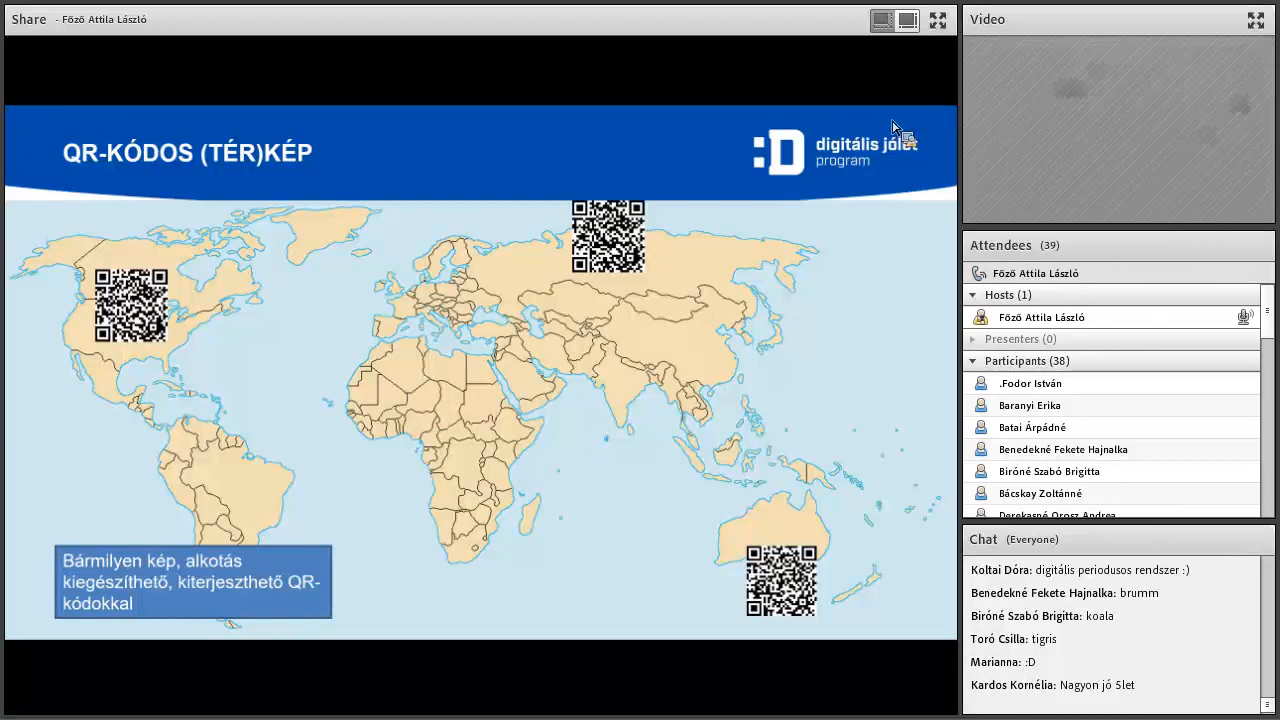 Share - Főző Attila László
QR-KÓDOS (TÉR)KÉP
:D digitális jólét
program
Bármilyen kép, alkotás
kiegészíthető, kiterjeszthető QR-
kódokkal
Video
Attendees (39)
Főző Attila László
Hosts (1)
Főző Attila László
Presenters (0)
Participants (38)
.Fodor István
Baranyi Erika
Batai Árpádné
Benedekné Fekete Hajnalka
Biróné Szabó Brigitta
Bácskay Zoltánné
Derekasné Orosz Andrea
Chat (Everyone)
Koltai Dóra: digitális periodusos rendszer :)
Benedekné Fekete Hajnalka: brumm
Biróné Szabó Brigitta: koala
Toró Csilla: tigris
Marianna: :D
Kardos Kornélia: Nagyon jó 5let